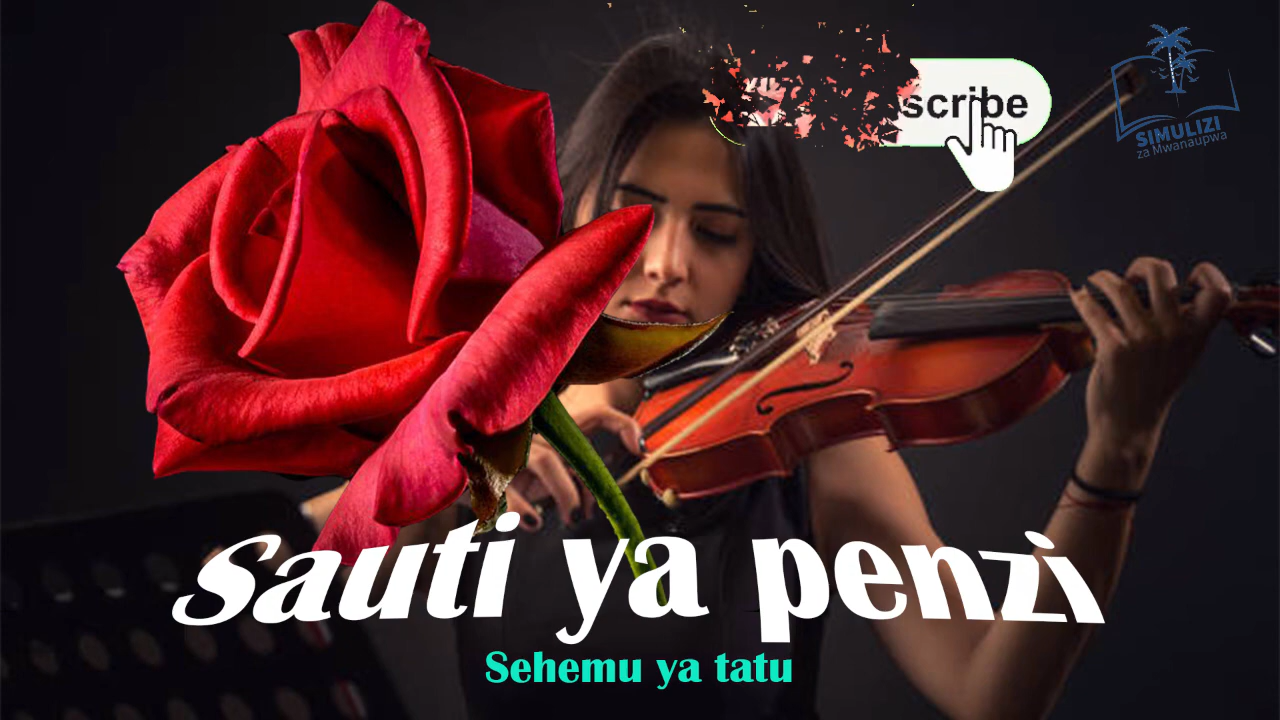 scribe
SIMULIZI
za Mwanaupwa
Sauti ya penzi
Sehemu ya tatu